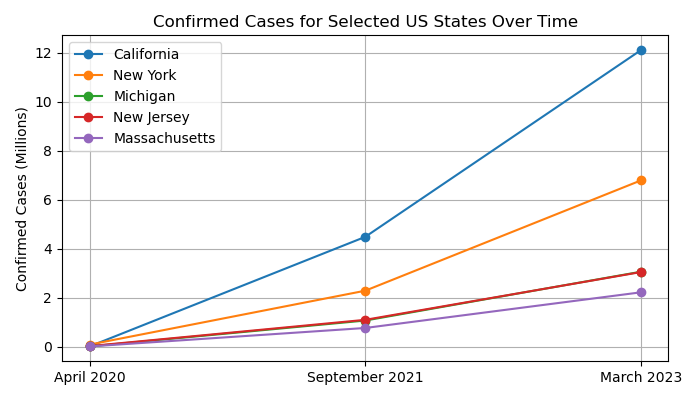 Confirmed Cases for Selected US States Over Time
Confirmed Cases (Millions)
12
10
8
6
4
2
0
California
New York
Michigan
New Jersey
Massachusetts
April 2020
September 2021
March 2023